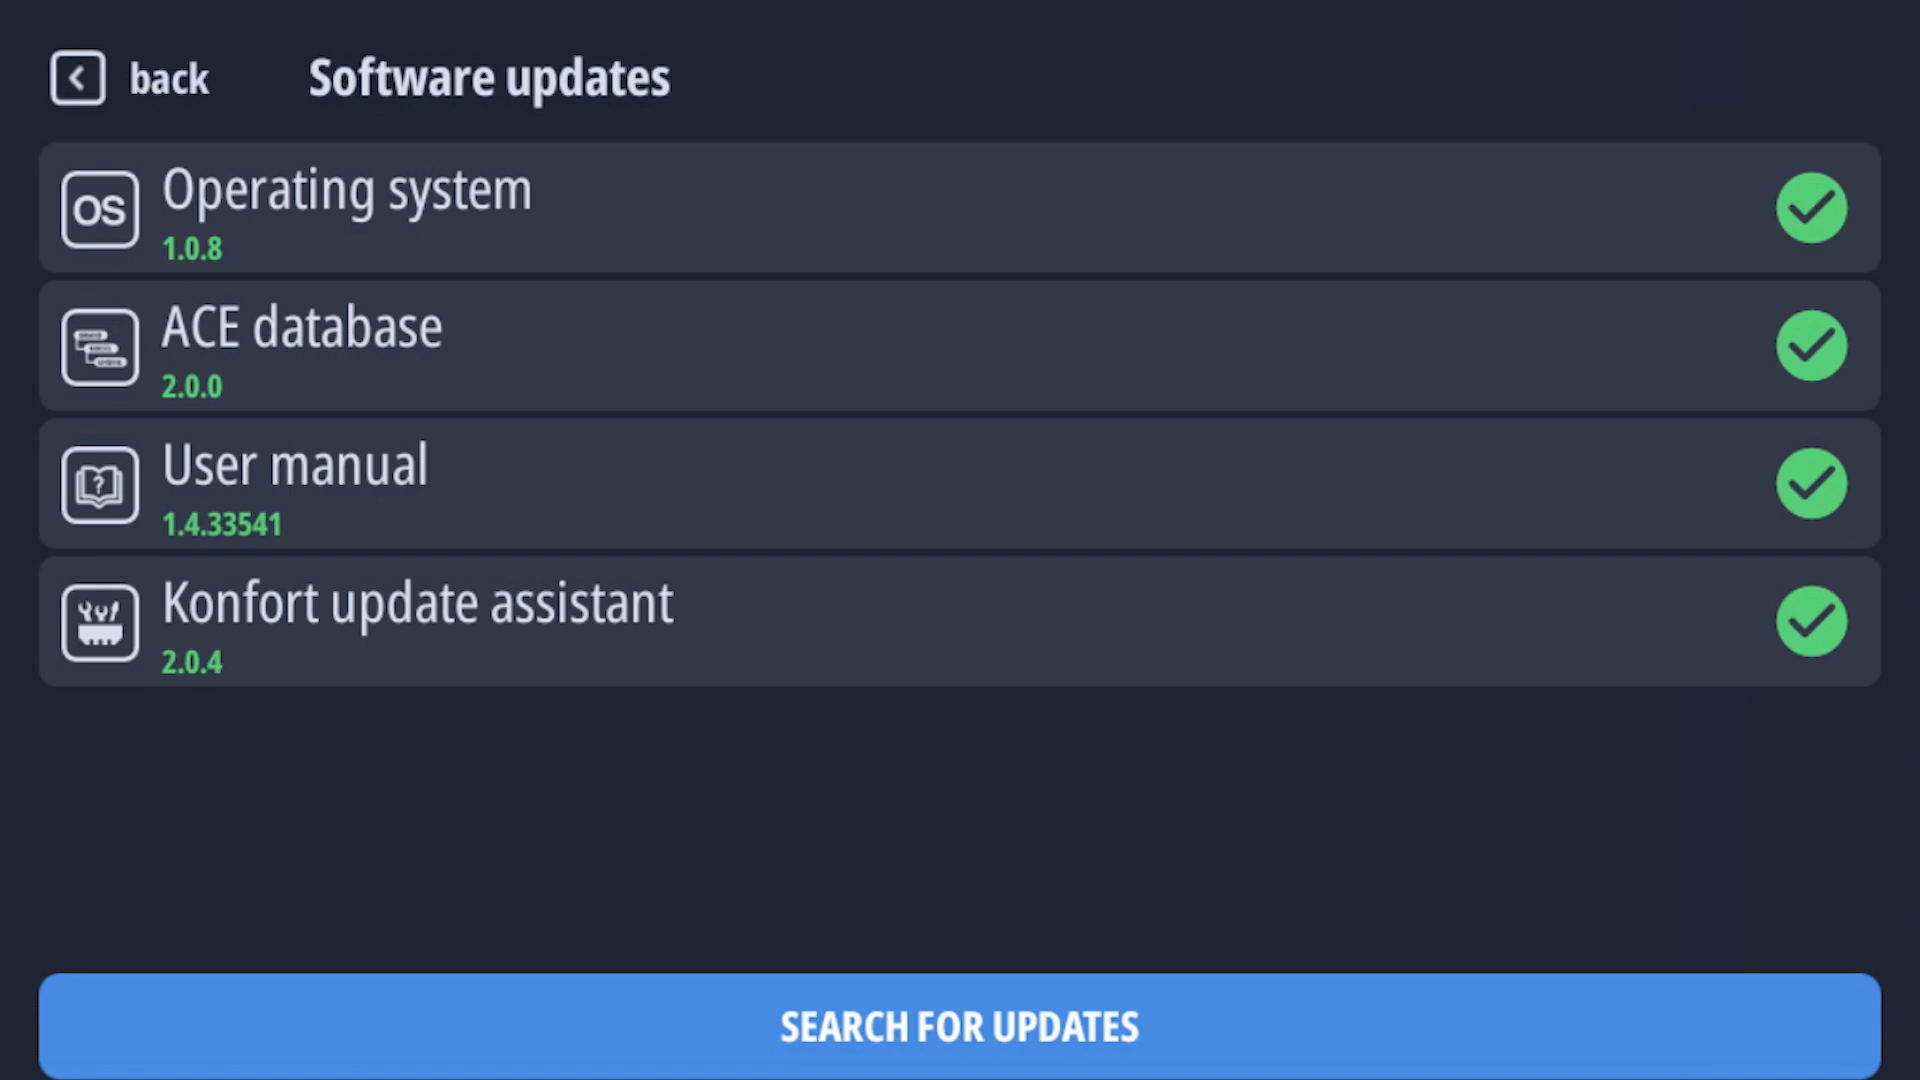 back
Software updates
OS
Operating system
1.0.8
ACE database
2.0.0
?
User manual
1.4.33541
Konfort update assistant
2.0.4
SEARCH FOR UPDATES